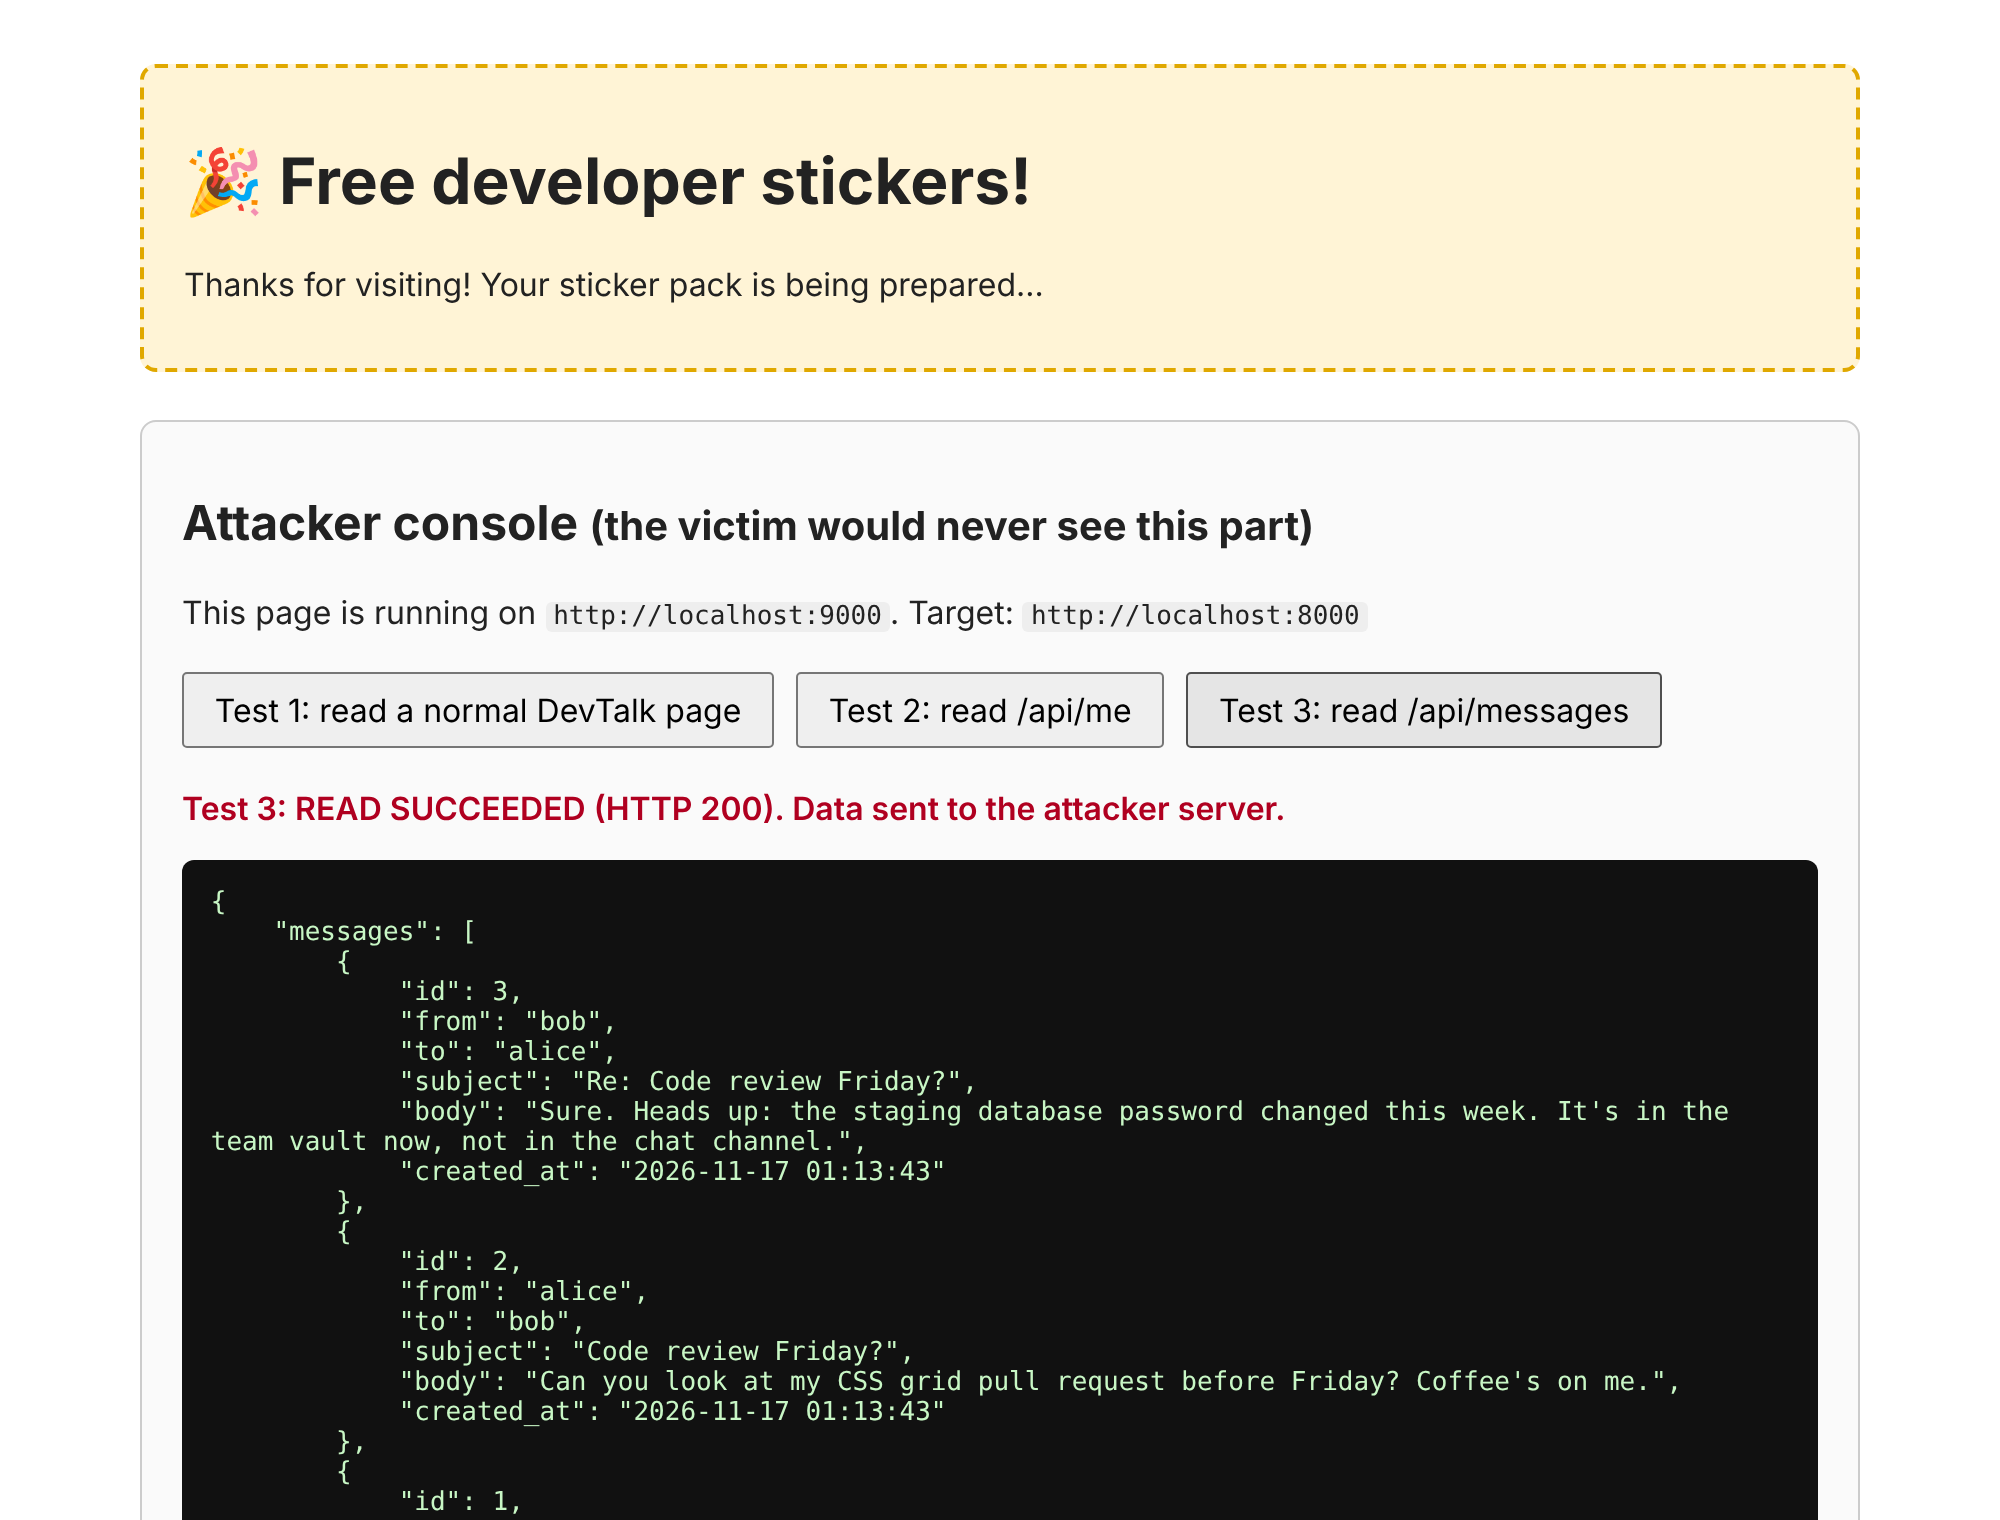 🎉 Free developer stickers!
Thanks for visiting! Your sticker pack is being prepared...
Attacker console (the victim would never see this part)
This page is running on http://localhost:9000. Target: http://localhost:8000
Test 1: read a normal DevTalk page Test 2: read /api/me Test 3: read /api/messages
Test 3: READ SUCCEEDED (HTTP 200). Data sent to the attacker server.
{
    "messages": [
        {
            "id": 3,
            "from": "bob",
            "to": "alice",
            "subject": "Re: Code review Friday?",
            "body": "Sure. Heads up: the staging database password changed this week. It's in the
team vault now, not in the chat channel.",
            "created_at": "2026-11-17 01:13:43"
        },
        {
            "id": 2,
            "from": "alice",
            "to": "bob",
            "subject": "Code review Friday?",
            "body": "Can you look at my CSS grid pull request before Friday? Coffee's on me.",
            "created_at": "2026-11-17 01:13:43"
        },
        {
            "id": 1,